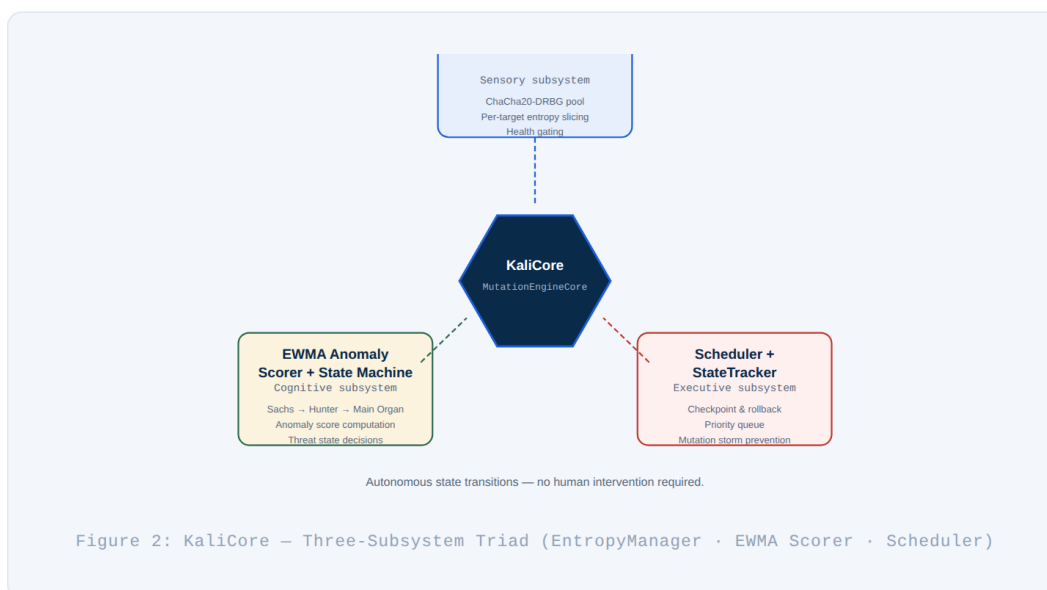 Sensory subsystem
ChaCha20-DRBG pool
Per-target entropy slicing
Health gating
KaliCore
MutationEngineCore
EWMA Anomaly
Scorer + State Machine
Cognitive subsystem
Sachs → Hunter → Main Organ
Anomaly score computation
Threat state decisions
Scheduler +
StateTracker
Executive subsystem
Checkpoint & rollback
Priority queue
Mutation storm prevention
Autonomous state transitions — no human intervention required.
Figure 2: KaliCore — Three-Subsystem Triad (EntropyManager · EWMA Scorer · Scheduler)